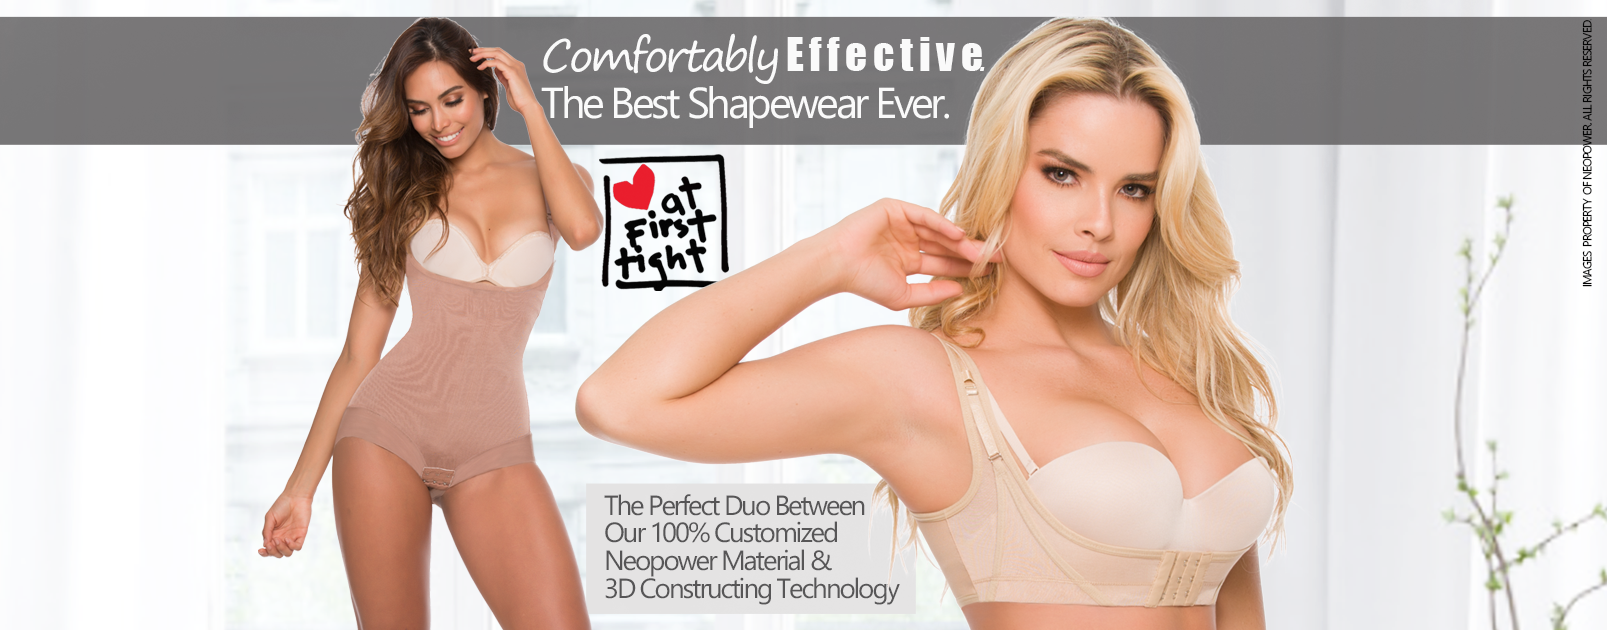 Comfortably Effective.
The Best Shapewear Ever.
at
First
tight
The Perfect Duo Between
Our 100% Customized
Neopower Material &
3D Constructing Technology
IMAGES PROPERTY OF NEOPOWER. ALL RIGHTS RESERVED